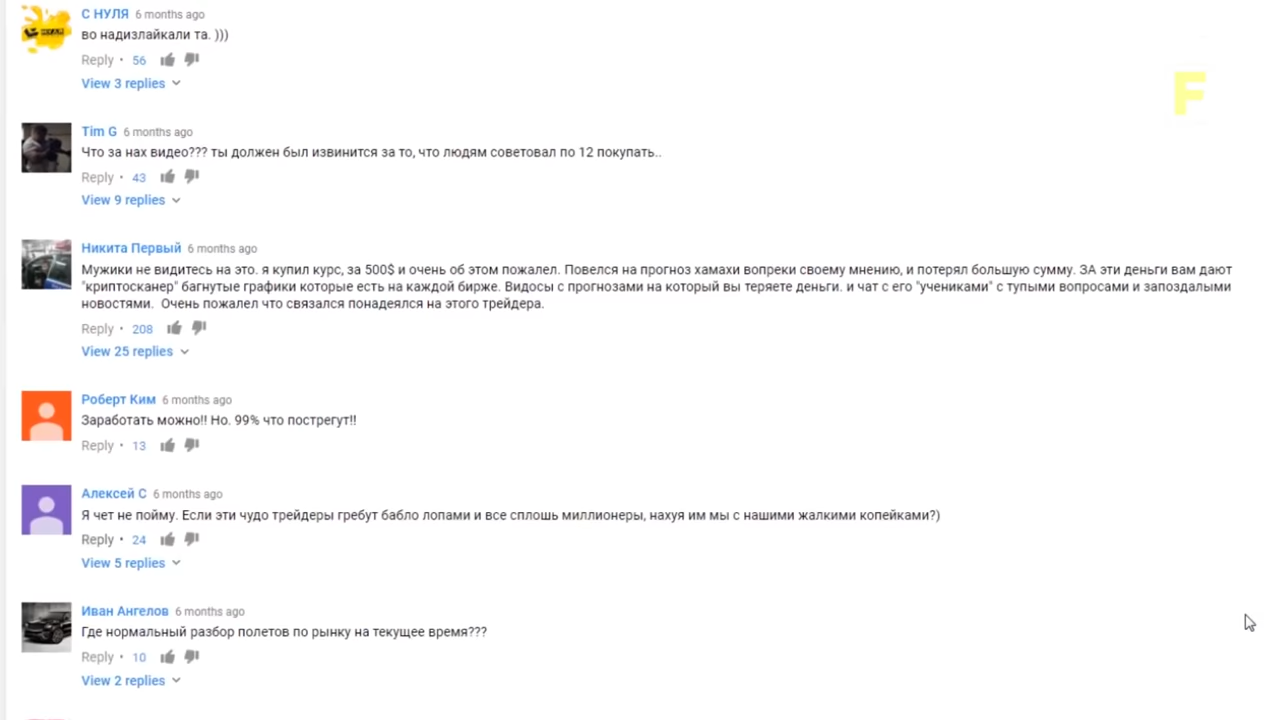 С НУЛЯ 6 months ago
во надизлайкали та. )))
Reply • 56
View 3 replies
F
Tim G 6 months ago
Что за нах видео??? ты должен был извинится за то, что людям советовал по 12 покупать..
Reply • 43
View 9 replies
Никита Первый 6 months ago
Мужики не видитесь на это. я купил курс, за 500$ и очень об этом пожалел. Повелся на прогноз хамахи вопреки своему мнению, и потерял большую сумму. ЗА эти деньги вам дают
"криптосканер" багнутые графики которые есть на каждой бирже. Видосы с прогнозами на который вы теряете деньги. и чат с его "учениками" с тупыми вопросами и запоздалыми
новостями. Очень пожалел что связался понадеялся на этого трейдера.
Reply • 208
View 25 replies
Роберт Ким 6 months ago
Заработать можно!! Но. 99% что пострегут!!
Reply • 13
Алексей С 6 months ago
Я чет не пойму. Если эти чудо трейдеры гребут бабло лопами и все сплошь миллионеры, нахуя им мы с нашими жалкими копейками?)
Reply • 24
View 5 replies
Иван Ангелов 6 months ago
Где нормальный разбор полетов по рынку на текущее время???
Reply • 10
View 2 replies